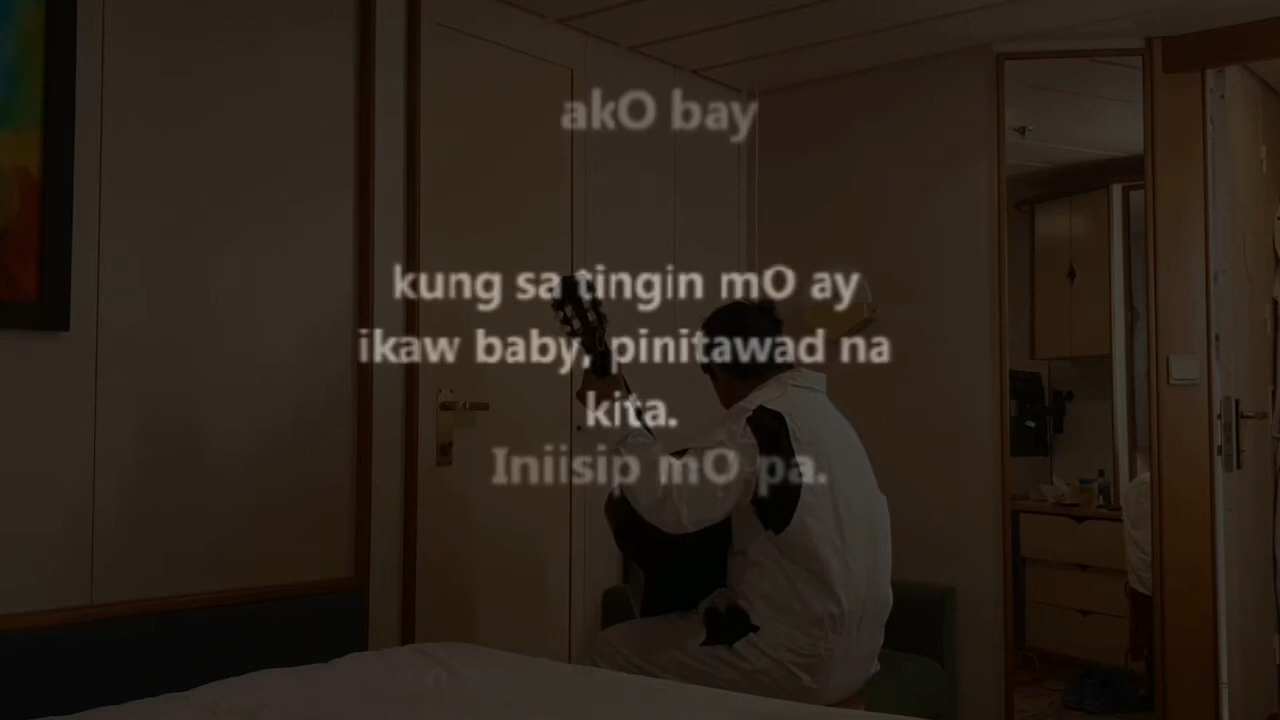 akO bay
kung sa tingin mO ay
ikaw baby, pinitawad na
kita.
Iniisip mO pa.